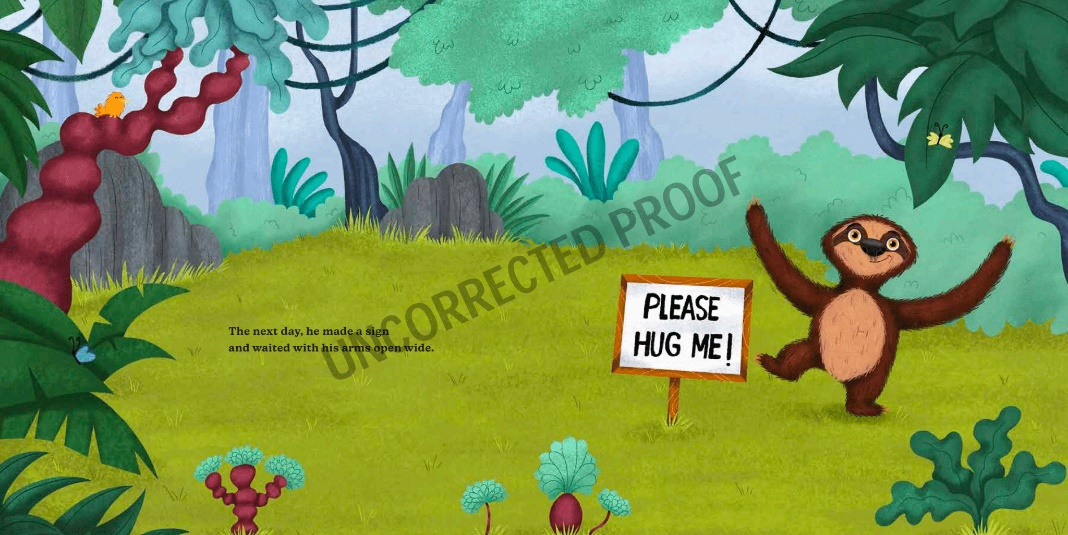 The next day, he made a sign
and waited with his arms open wide.
UNCORRECTED PROOF
PLEASE
HUG ME!